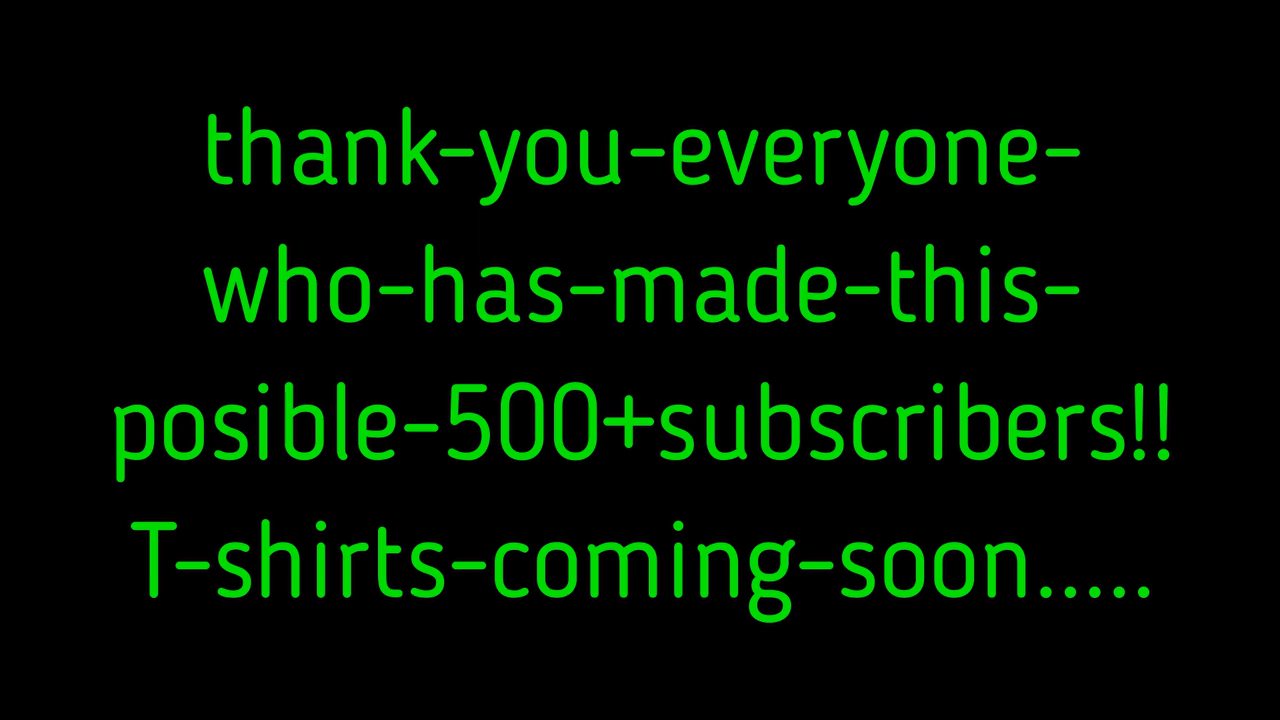 thank-you-everyone-
who-has-made-this-
posible-500+subscribers!!
T-shirts-coming-soon.....